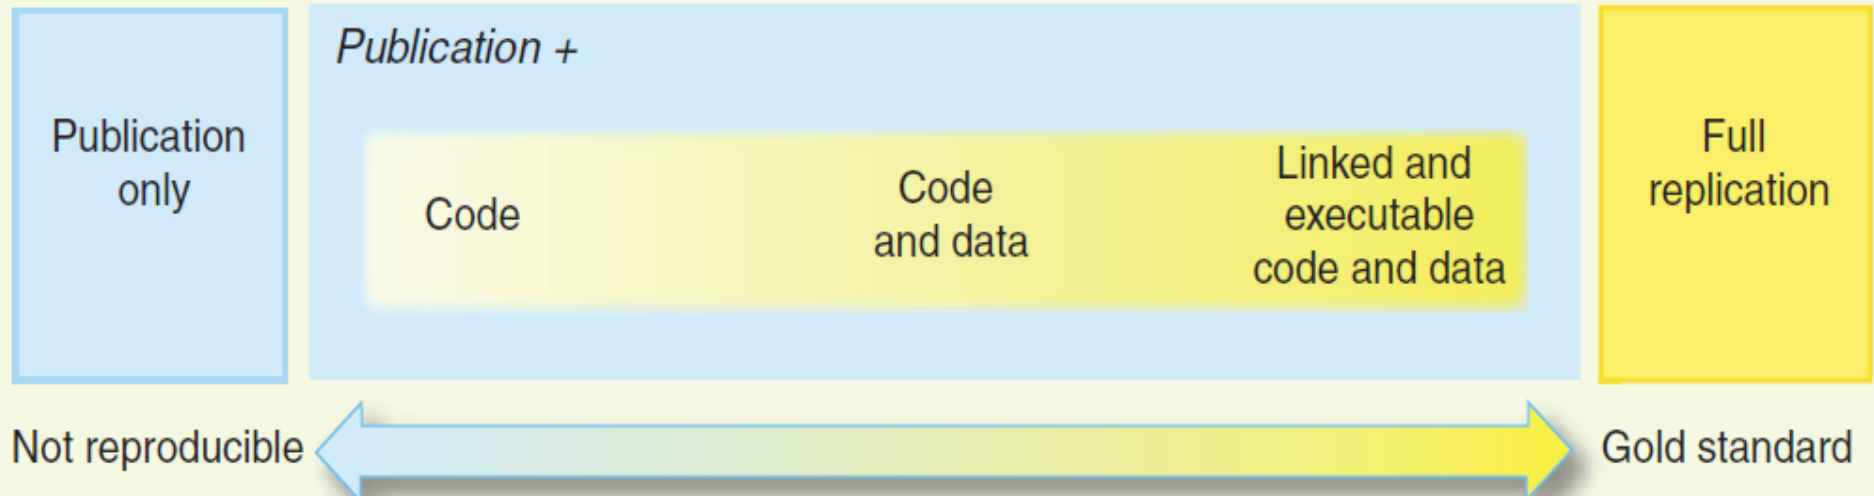 Publication
only
Publication +
Code
Code
and data
Linked and
executable
code and data
Full
replication
Not reproducible
Gold standard